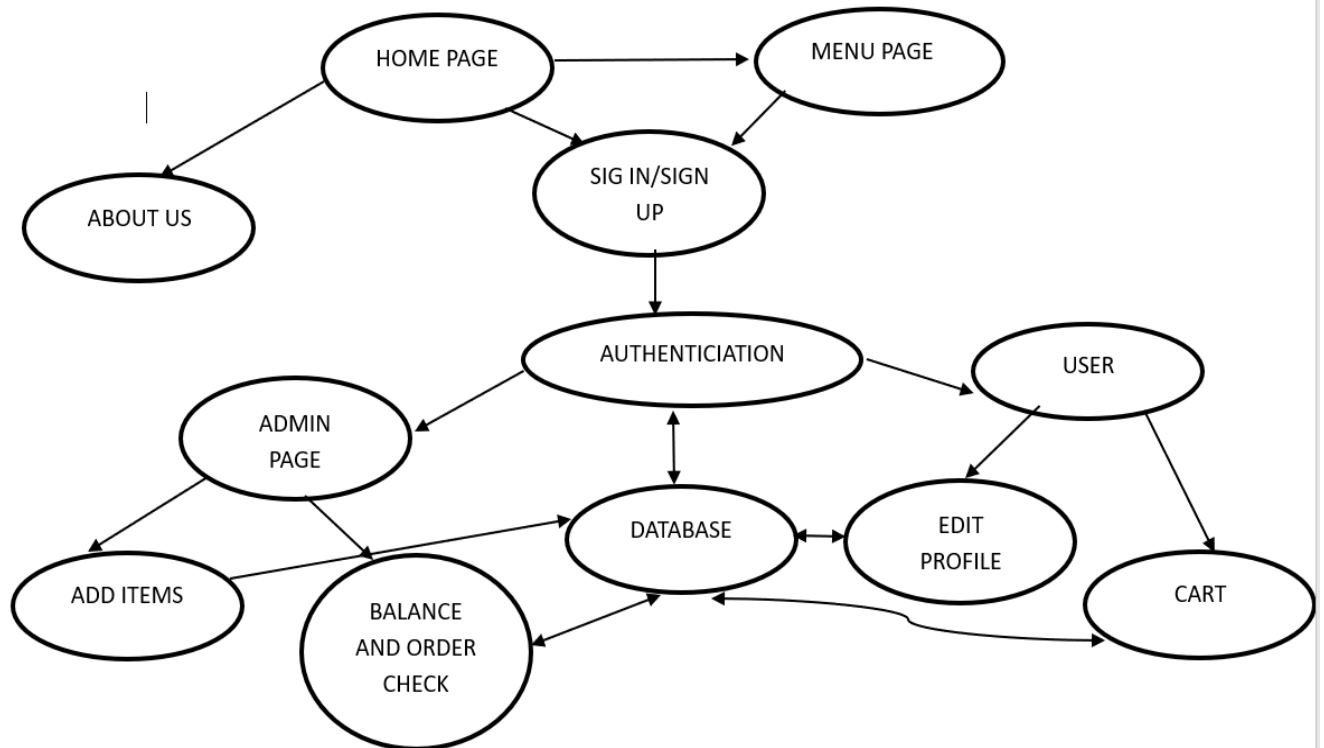 HOME PAGE
MENU PAGE
SIG IN/SIGN
UP
ABOUT US
AUTHENTICIATION
USER
ADMIN
PAGE
DATABASE
EDIT
PROFILE
ADD ITEMS
CART
BALANCE
AND ORDER
CHECK